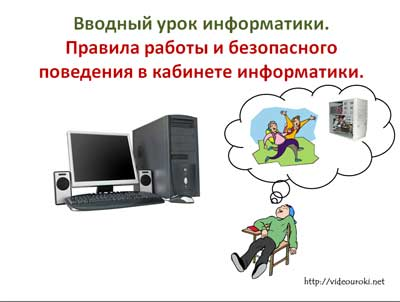 Вводный урок информатики.
Правила работы и безопасного
поведения в кабинете информатики.
http://videouroki.net